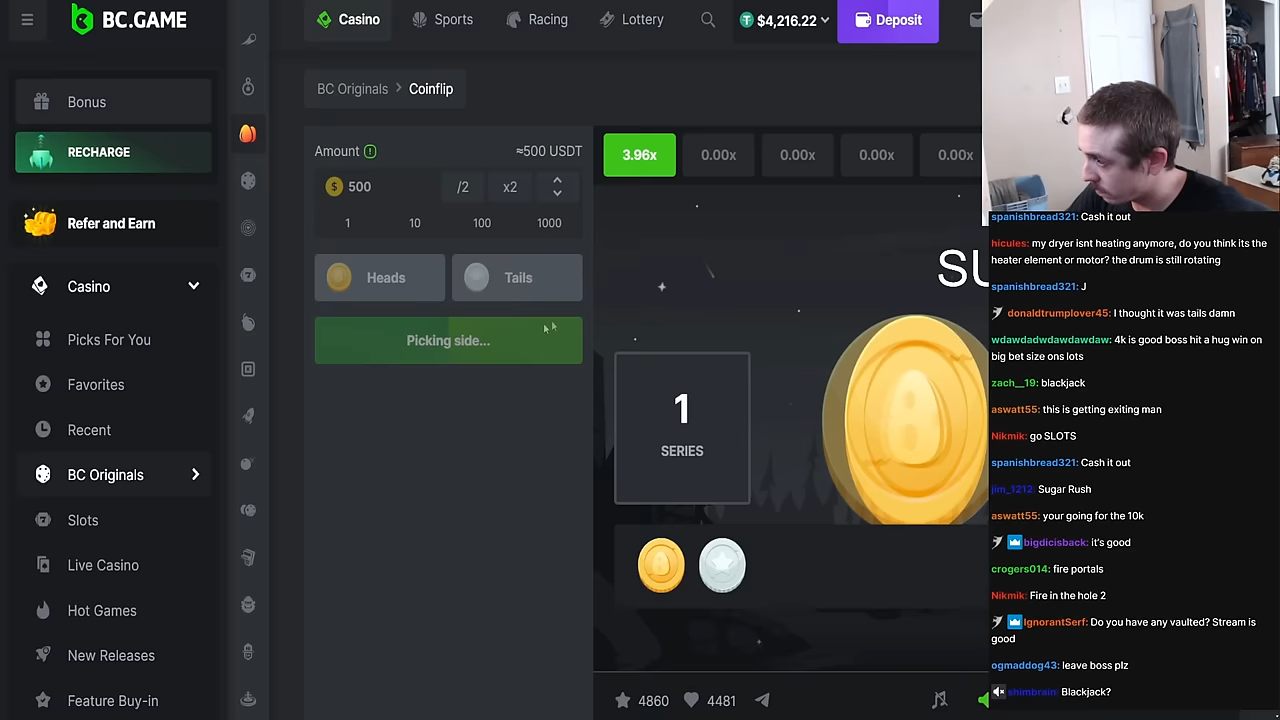 BC.GAME
Casino
Sports
Racing
Lottery
$4,216.22
Deposit
Bonus
RECHARGE
Refer and Earn
Casino
Picks For You
Favorites
Recent
BC Originals
Slots
Live Casino
Hot Games
New Releases
Feature Buy-in
BC Originals > Coinflip
Amount
≈500 USDT
500
/2
x2
1
10
100
1000
Heads
Tails
Picking side...
3.96x
0.00x
0.00x
0.00x
0.00x
1
SERIES
4860
4481
spanishbread321: Cash it out
hicules: my dryer isnt heating anymore, do you think its the
heater element or motor? the drum is still rotating
spanishbread321: J
donaldtrumplover45: I thought it was tails damn
wdawdadwdawdawdaw: 4k is good boss hit a hug win on
big bet size ons lots
zach__19: blackjack
aswatt55: this is getting exiting man
Nikmik: go SLOTS
spanishbread321: Cash it out
jim_1212: Sugar Rush
aswatt55: your going for the 10k
bigdicisback: it's good
crogers014: fire portals
Nikmik: Fire in the hole 2
IgnorantSerf: Do you have any vaulted? Stream is
good
ogmaddog43: leave boss plz
shimbrain: Blackjack?